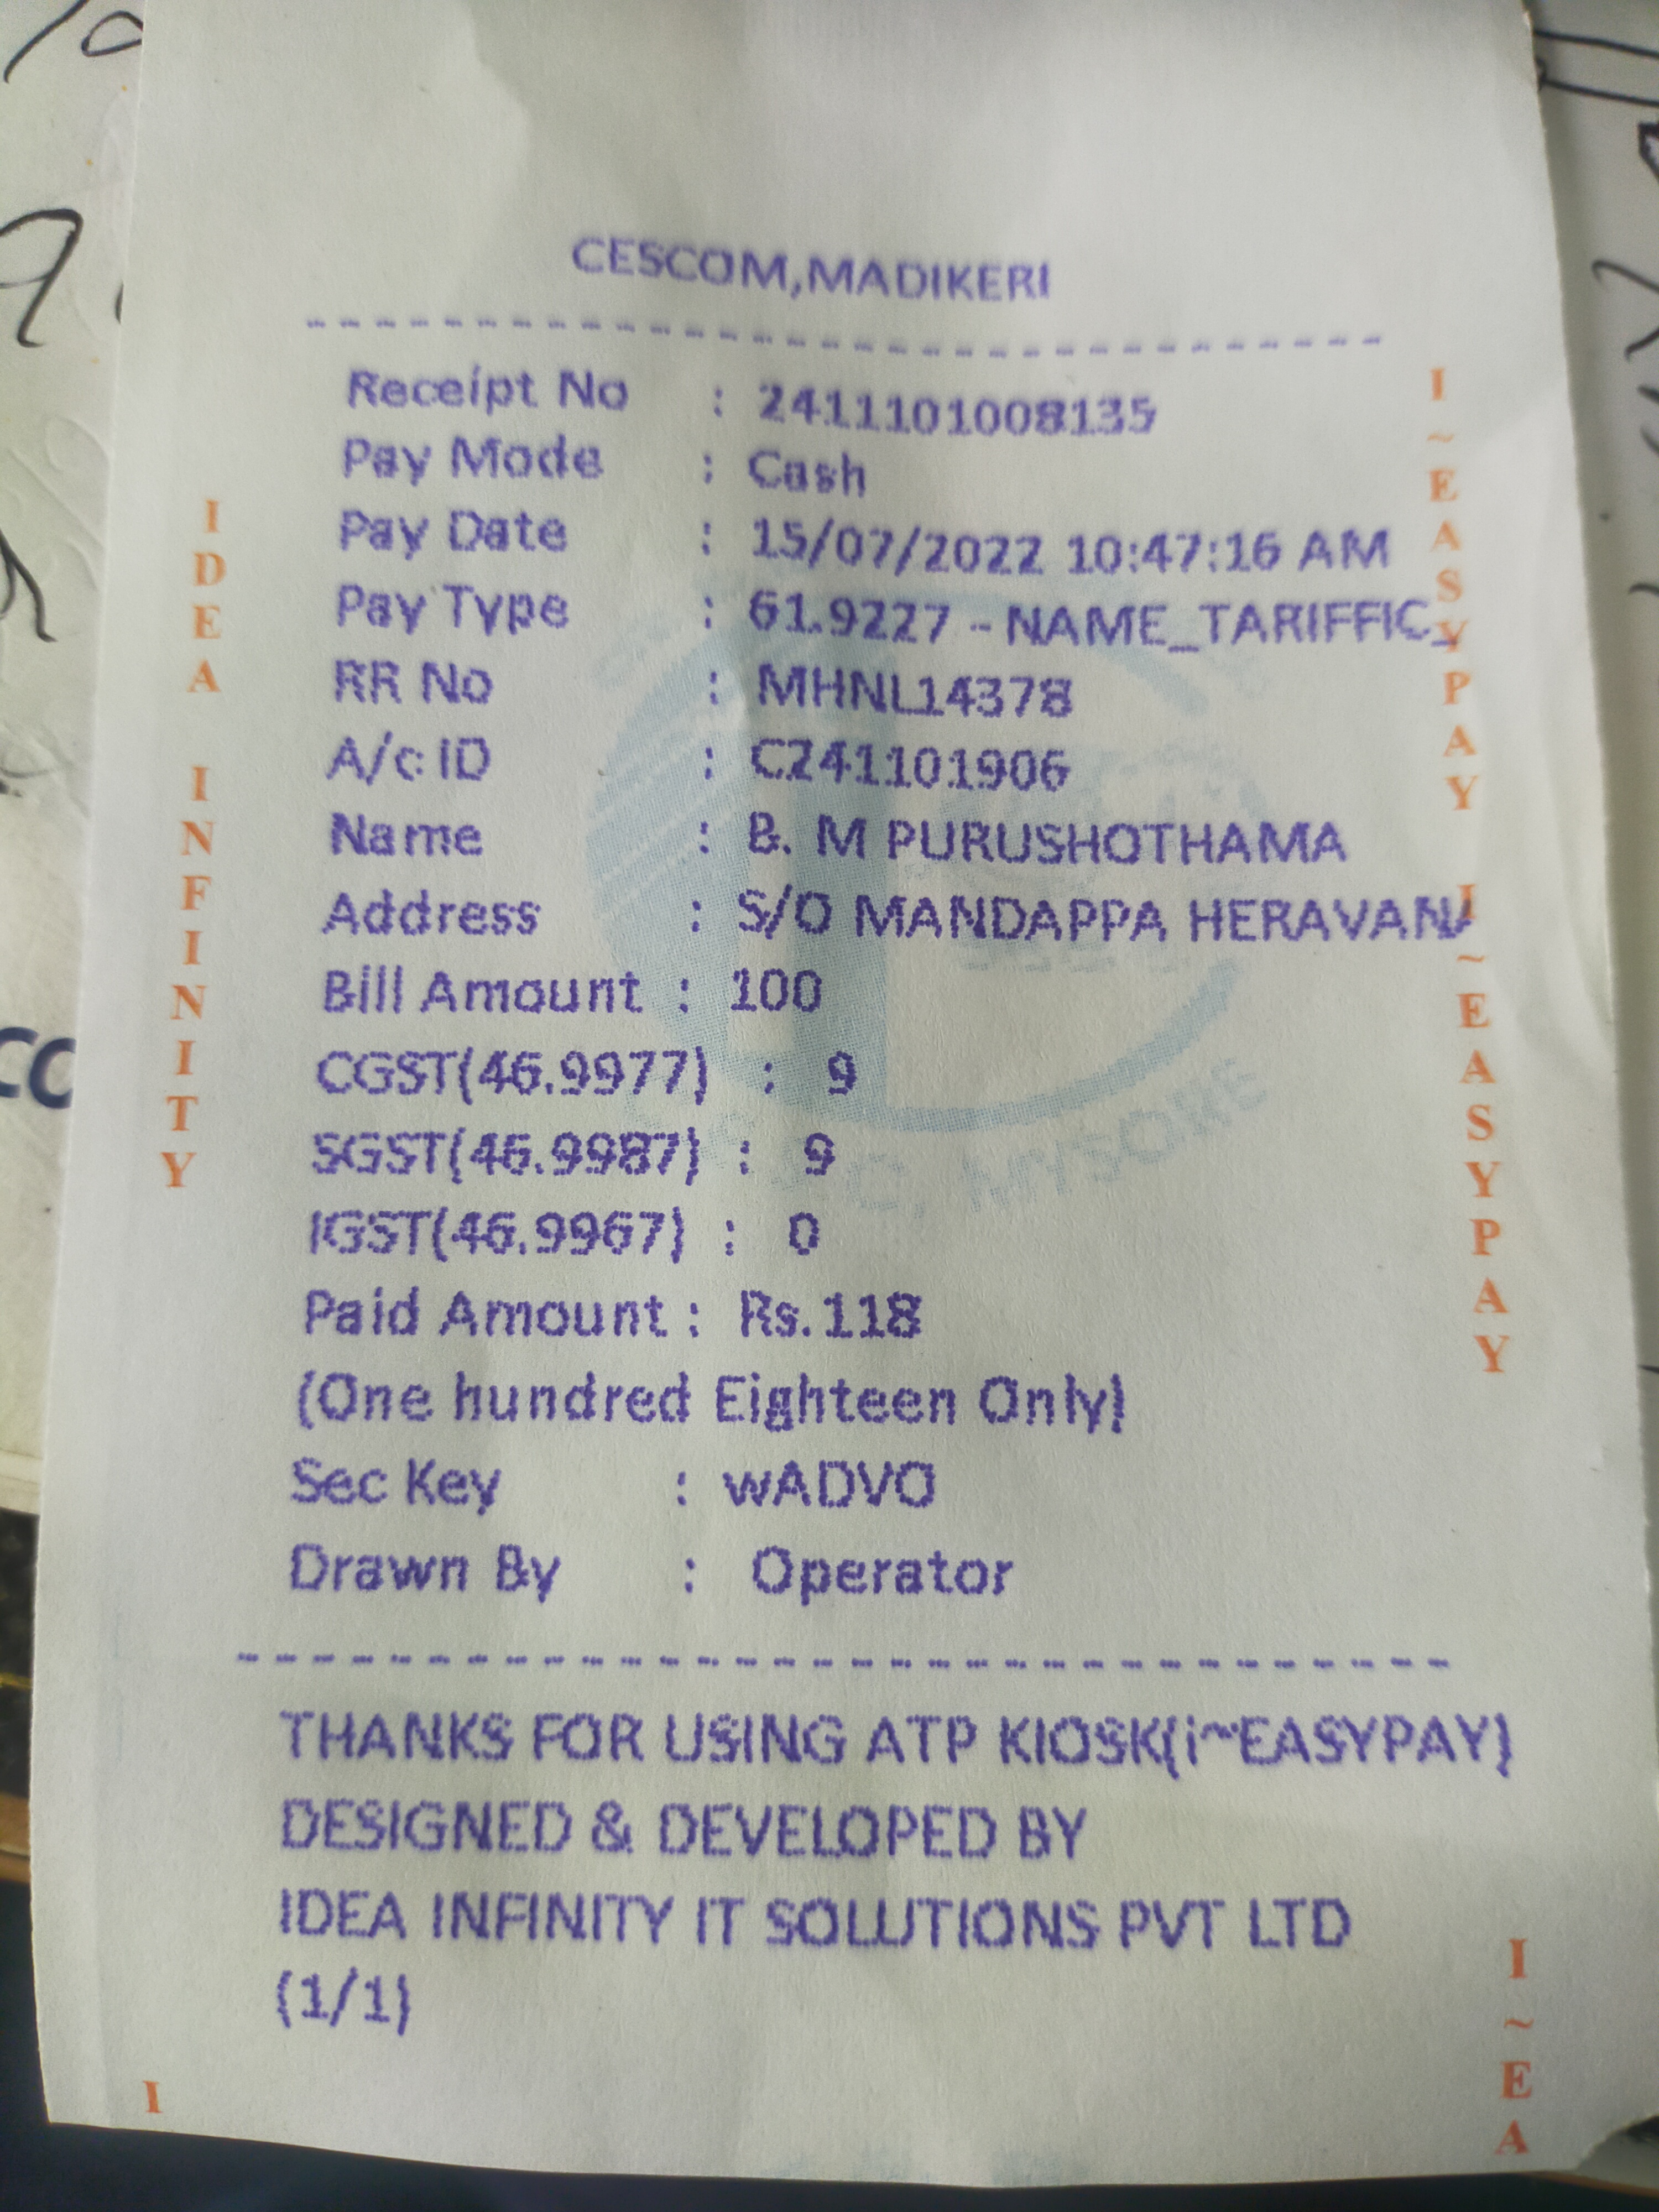 CESCOM,MADIKERI
--------------------------------
Receipt No : 2411101008135
Pay Mode : Cash
Pay Date : 15/07/2022 10:47:16 AM
Pay Type : 61.9227 - NAME_TARIFFIC_
RR No : MHNL14378
A/c ID : C241101906
Name : B. M PURUSHOTHAMA
Address : S/O MANDAPPA HERAVANA
Bill Amount : 100
CGST(46.9977) : 9
SGST(46.9987) : 9
IGST(46.9967) : 0
Paid Amount : Rs.118
(One hundred Eighteen Only)
Sec Key : wADVO
Drawn By : Operator
--------------------------------
THANKS FOR USING ATP KIOSK(i~EASYPAY)
DESIGNED & DEVELOPED BY
IDEA INFINITY IT SOLUTIONS PVT LTD
(1/1)
IDEA INFINITY
I~EASYPAY I~EASYPAY
I
I~EA
MYSORE